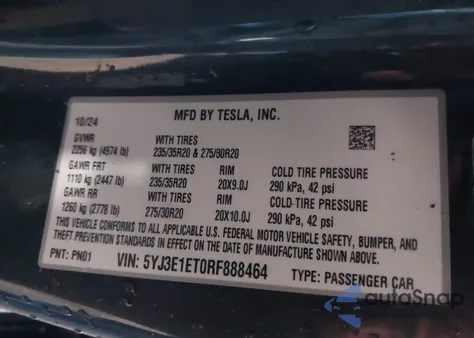 10/24
MFD BY TESLA, INC.
GVWR WITH TIRES
2256 kg (4974 lb) 235/35R20 & 275/90R20
GAWR FRT WITH TIRES RIM COLD TIRE PRESSURE
1110 kg (2447 lb) 235/35R20 20X9.0J 290 kPa, 42 psi
GAWR RR WITH TIRES RIM COLD TIRE PRESSURE
1260 kg (2778 lb) 275/30R20 20X10.0J 290 kPa, 42 psi
THIS VEHICLE CONFORMS TO ALL APPLICABLE U.S. FEDERAL MOTOR VEHICLE SAFETY, BUMPER, AND
THEFT PREVENTION STANDARDS IN EFFECT ON THE DATE OF MANUFACTURE SHOWN ABOVE.
PNT: PN01 VIN: 5YJ3E1ET0RF888464 TYPE: PASSENGER CAR
autoSnap